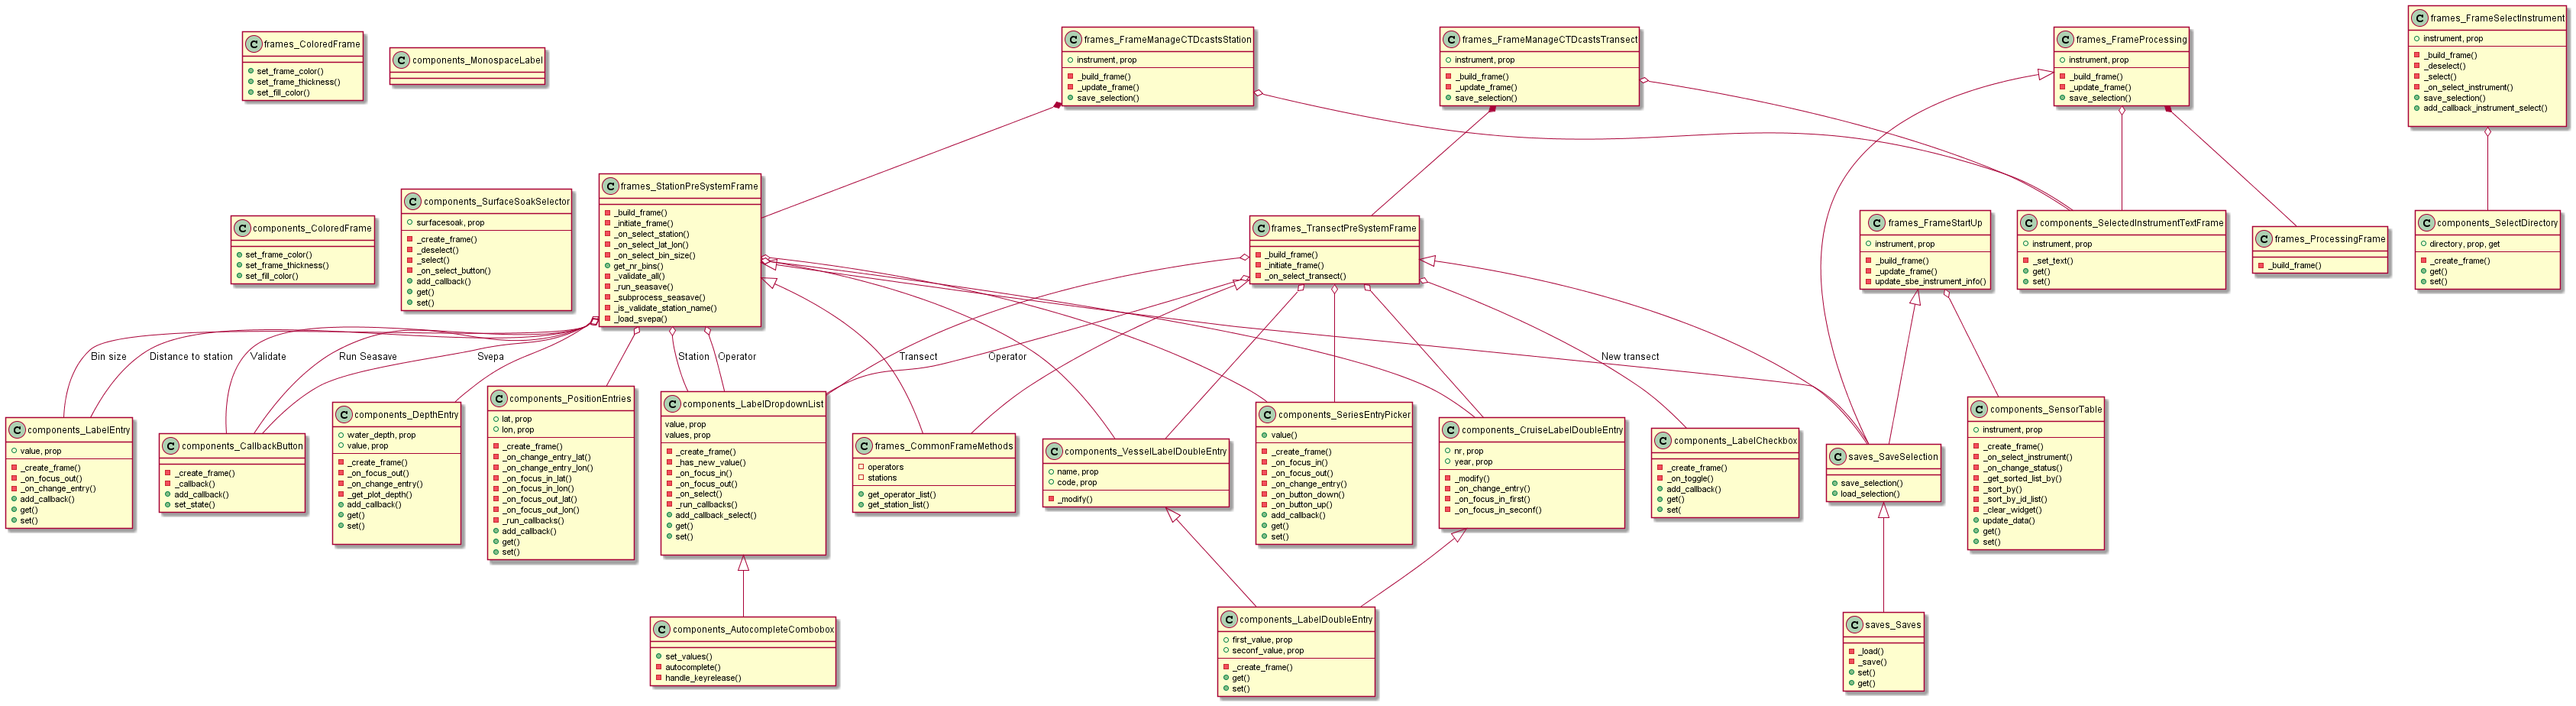 C frames_ColoredFrame
set_frame_color()
set_frame_thickness()
set_fill_color()
C components_MonospaceLabel
C frames_FrameManageCTDcastsStation
instrument, prop
_build_frame()
_update_frame()
save_selection()
C frames_FrameManageCTDcastsTransect
instrument, prop
_build_frame()
_update_frame()
save_selection()
C frames_FrameProcessing
instrument, prop
_build_frame()
_update_frame()
save_selection()
C frames_FrameSelectInstrument
instrument, prop
_build_frame()
_deselect()
_select()
_on_select_instrument()
save_selection()
add_callback_instrument_select()
C components_ColoredFrame
set_frame_color()
set_frame_thickness()
set_fill_color()
C components_SurfaceSoakSelector
surfacesoak, prop
_create_frame()
_deselect()
_select()
_on_select_button()
add_callback()
get()
set()
C frames_StationPreSystemFrame
_build_frame()
_initiate_frame()
_on_select_station()
_on_select_lat_lon()
_on_select_bin_size()
get_nr_bins()
_validate_all()
_run_seasave()
_subprocess_seasave()
_is_validate_station_name()
_load_svepa()
C frames_TransectPreSystemFrame
_build_frame()
_initiate_frame()
_on_select_transect()
C frames_FrameStartUp
instrument, prop
_build_frame()
_update_frame()
update_sbe_instrument_info()
C components_SelectedInstrumentTextFrame
instrument, prop
_set_text()
get()
set()
C frames_ProcessingFrame
_build_frame()
C components_SelectDirectory
directory, prop, get
_create_frame()
get()
set()
Bin size
Distance to station
Validate
Run Seasave
Svepa
Station
Operator
Transect
Operator
New transect
C components_LabelEntry
value, prop
_create_frame()
_on_focus_out()
_on_change_entry()
add_callback()
get()
set()
C components_CallbackButton
_create_frame()
_callback()
add_callback()
set_state()
C components_DepthEntry
water_depth, prop
value, prop
_create_frame()
_on_focus_out()
_on_change_entry()
_get_plot_depth()
add_callback()
get()
set()
C components_PositionEntries
lat, prop
lon, prop
_create_frame()
_on_change_entry_lat()
_on_change_entry_lon()
_on_focus_in_lat()
_on_focus_in_lon()
_on_focus_out_lat()
_on_focus_out_lon()
_run_callbacks()
add_callback()
get()
set()
C components_LabelDropdownList
value, prop
values, prop
_create_frame()
_has_new_value()
_on_focus_in()
_on_focus_out()
_on_select()
_run_callbacks()
add_callback_select()
get()
set()
C frames_CommonFrameMethods
operators
stations
get_operator_list()
get_station_list()
C components_VesselLabelDoubleEntry
name, prop
code, prop
_modify()
C components_SeriesEntryPicker
value()
_create_frame()
_on_focus_in()
_on_focus_out()
_on_change_entry()
_on_button_down()
_on_button_up()
add_callback()
get()
set()
C components_CruiseLabelDoubleEntry
nr, prop
year, prop
_modify()
_on_change_entry()
_on_focus_in_first()
_on_focus_in_seconf()
C components_LabelCheckbox
_create_frame()
_on_toggle()
add_callback()
get()
set(
C saves_SaveSelection
save_selection()
load_selection()
C components_SensorTable
instrument, prop
_create_frame()
_on_select_instrument()
_on_change_status()
_get_sorted_list_by()
_sort_by()
_sort_by_id_list()
_clear_widget()
update_data()
get()
set()
C components_AutocompleteCombobox
set_values()
autocomplete()
handle_keyrelease()
C components_LabelDoubleEntry
first_value, prop
seconf_value, prop
_create_frame()
get()
set()
C saves_Saves
_load()
_save()
set()
get()